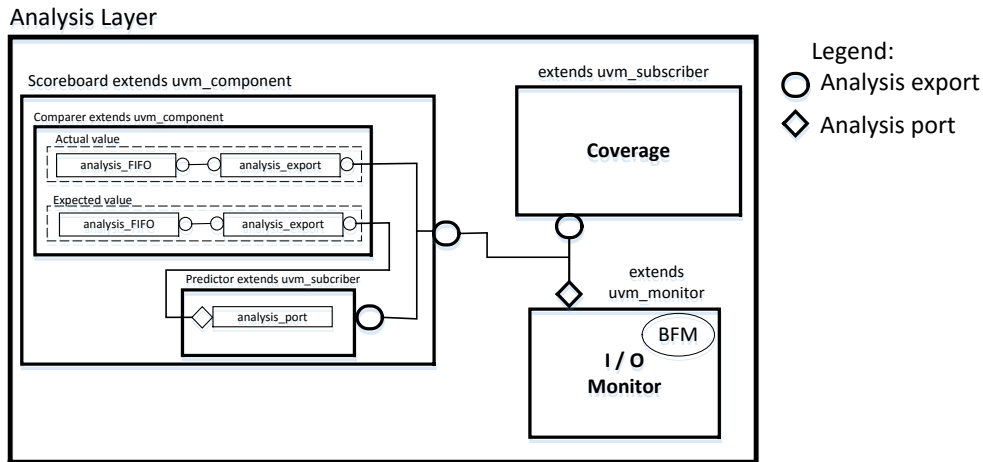 Analysis Layer
Scoreboard extends uvm_component
Comparer extends uvm_component
Actual value
analysis_FIFO
analysis_export
Expected value
analysis_FIFO
analysis_export
Predictor extends uvm_subcriber
analysis_port
extends uvm_subscriber
Coverage
extends
uvm_monitor
BFM
I / O
Monitor
Legend:
Analysis export
Analysis port